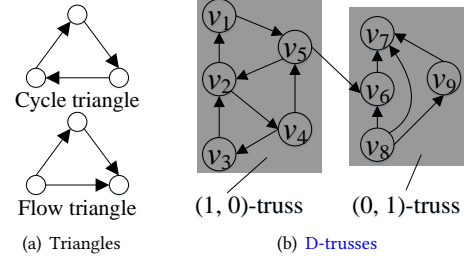 Cycle triangle
Flow triangle
(a) Triangles
v1
v5
v2
v4
v3
v7
v9
v6
v8
(1, 0)-truss
(0, 1)-truss
(b) D-trusses